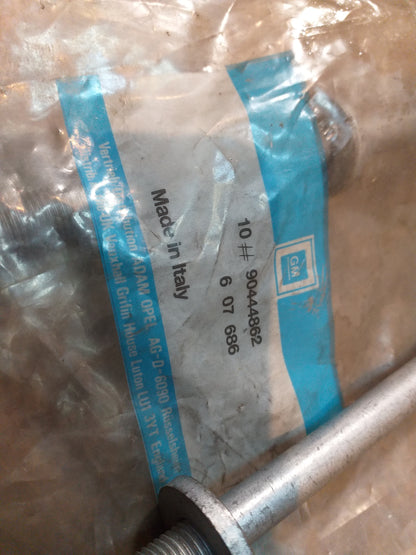 GM
10 # 90444862
6 07 686
Made in Italy
ADAM OPEL AG-D-6090 Rüsselsheim
Vauxhall Griffin House Luton LU1 3YT England